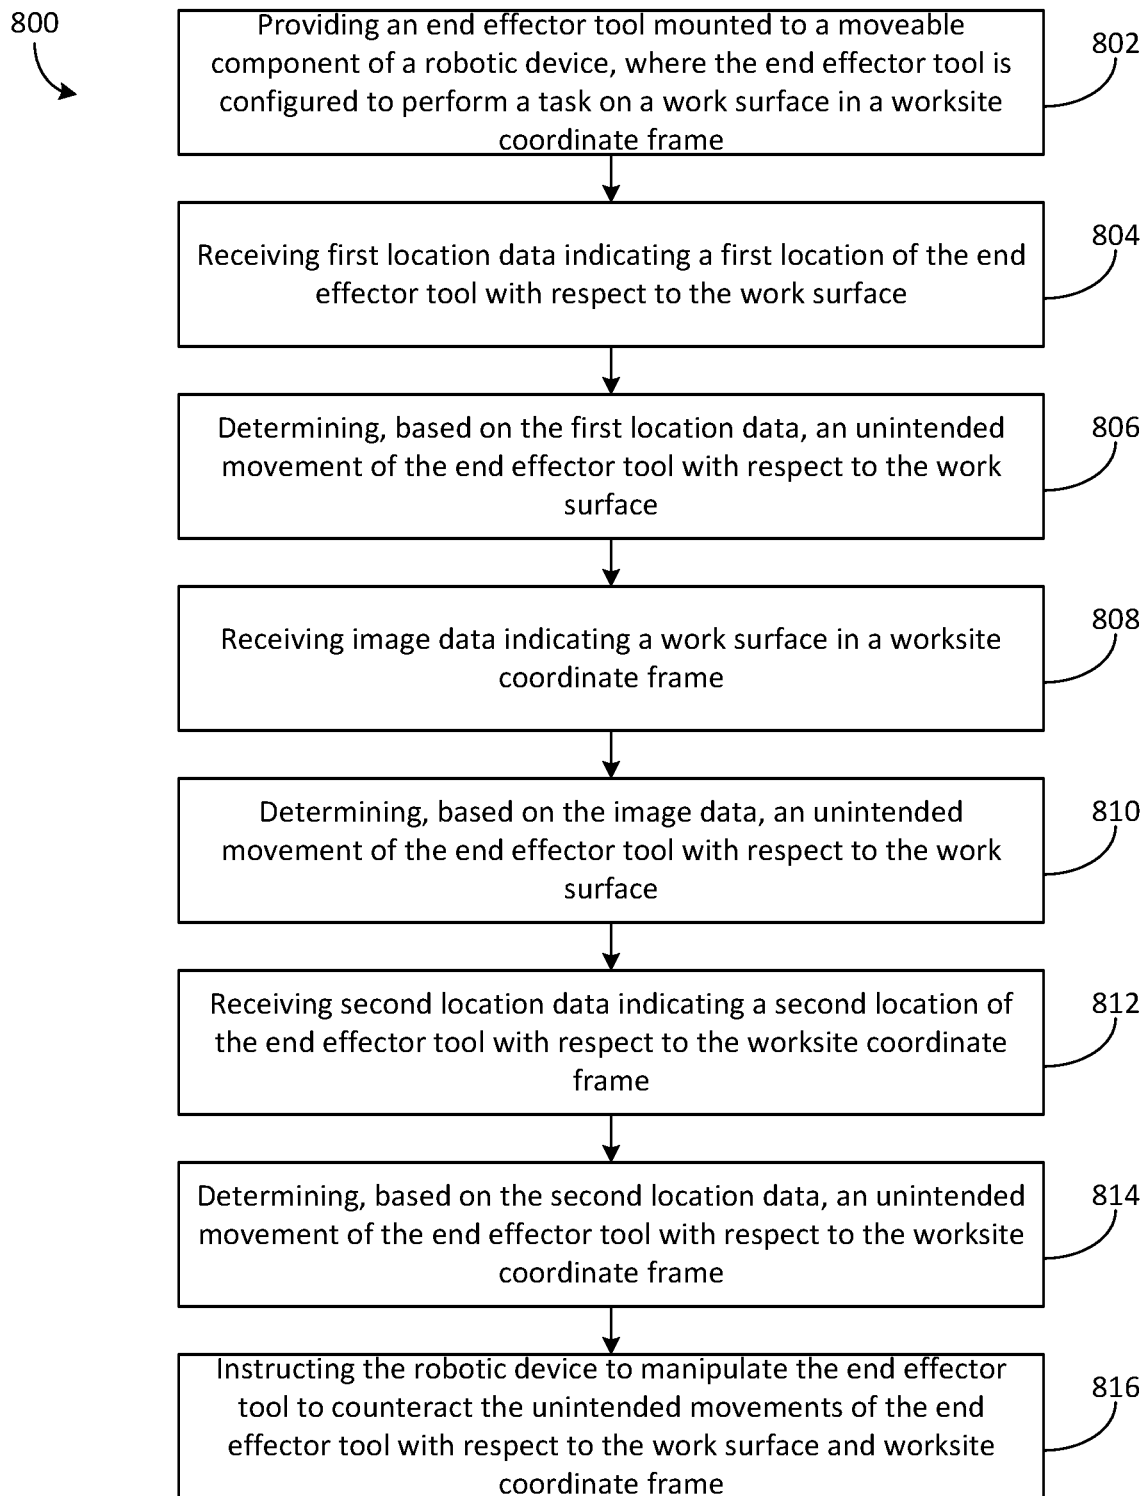 800
Providing an end effector tool mounted to a moveable
component of a robotic device, where the end effector tool is
configured to perform a task on a work surface in a worksite
coordinate frame
802
Receiving first location data indicating a first location of the end
effector tool with respect to the work surface
804
Determining, based on the first location data, an unintended
movement of the end effector tool with respect to the work
surface
806
Receiving image data indicating a work surface in a worksite
coordinate frame
808
Determining, based on the image data, an unintended
movement of the end effector tool with respect to the work
surface
810
Receiving second location data indicating a second location of
the end effector tool with respect to the worksite coordinate
frame
812
Determining, based on the second location data, an unintended
movement of the end effector tool with respect to the worksite
coordinate frame
814
Instructing the robotic device to manipulate the end effector
tool to counteract the unintended movements of the end
effector tool with respect to the work surface and worksite
coordinate frame
816